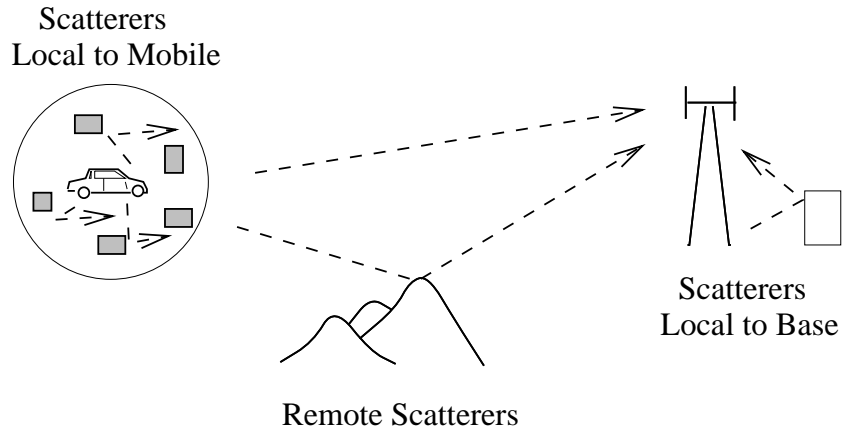 Scatterers
Local to Mobile
Scatterers
Local to Base
Remote Scatterers